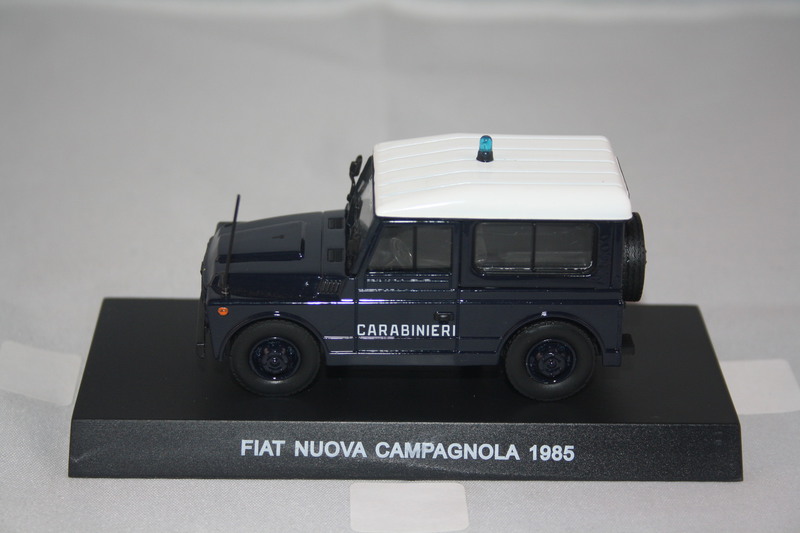 CARABINIERI
FIAT NUOVA CAMPAGNOLA 1985